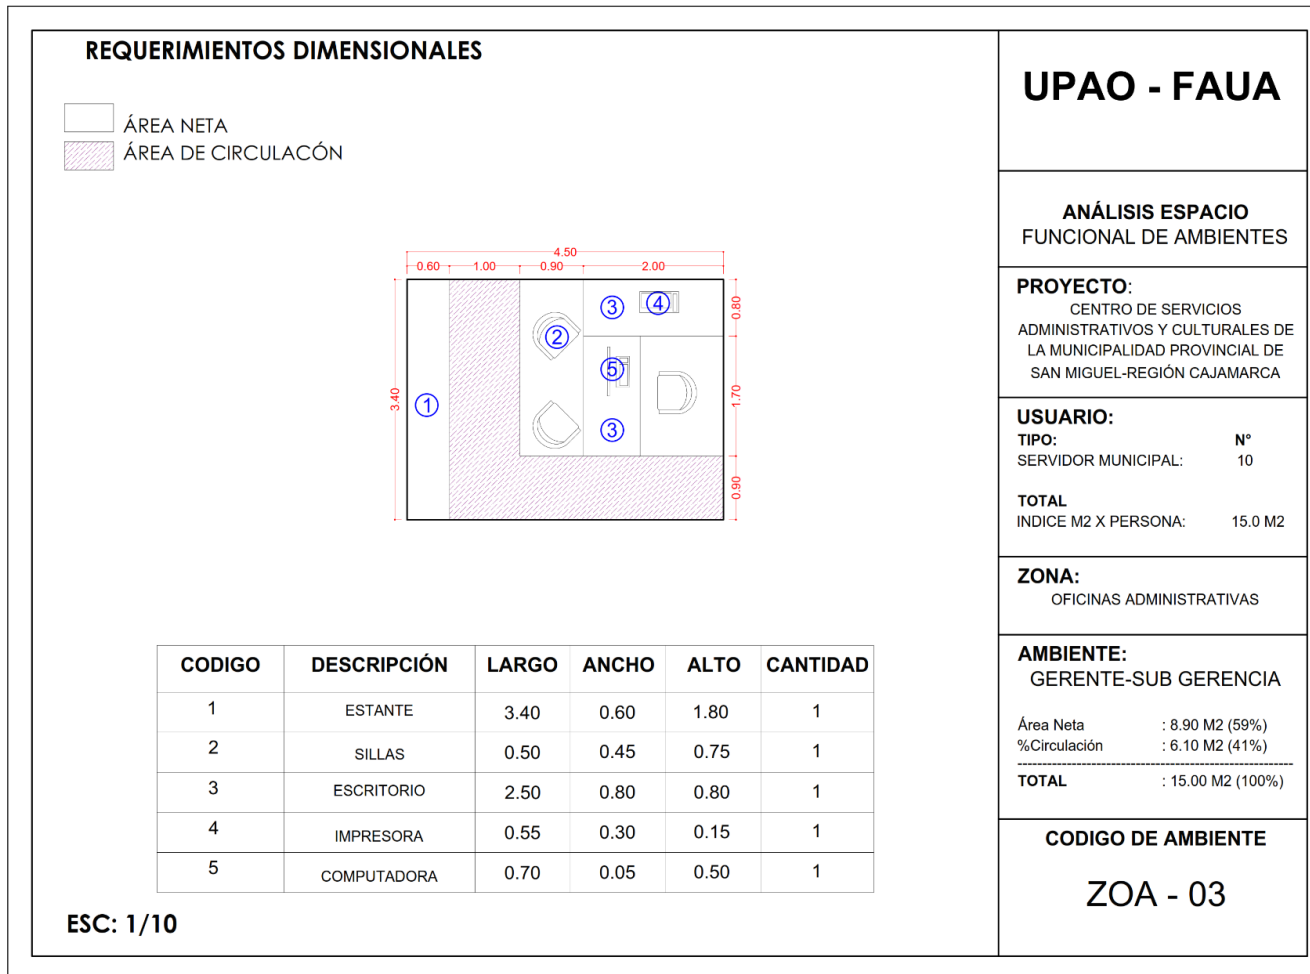 REQUERIMIENTOS DIMENSIONALES
ÁREA NETA
ÁREA DE CIRCULACÓN
4.50
0.60 1.00 0.90 2.00
3.40
0.80
1.70
0.90
1
2
3
4
5
3
CODIGO DESCRIPCIÓN LARGO ANCHO ALTO CANTIDAD
1 ESTANTE 3.40 0.60 1.80 1
2 SILLAS 0.50 0.45 0.75 1
3 ESCRITORIO 2.50 0.80 0.80 1
4 IMPRESORA 0.55 0.30 0.15 1
5 COMPUTADORA 0.70 0.05 0.50 1
ESC: 1/10
UPAO - FAUA
ANÁLISIS ESPACIO
FUNCIONAL DE AMBIENTES
PROYECTO:
CENTRO DE SERVICIOS
ADMINISTRATIVOS Y CULTURALES DE
LA MUNICIPALIDAD PROVINCIAL DE
SAN MIGUEL-REGIÓN CAJAMARCA
USUARIO:
TIPO: N°
SERVIDOR MUNICIPAL: 10
TOTAL
INDICE M2 X PERSONA: 15.0 M2
ZONA:
OFICINAS ADMINISTRATIVAS
AMBIENTE:
GERENTE-SUB GERENCIA
Área Neta : 8.90 M2 (59%)
%Circulación : 6.10 M2 (41%)
TOTAL : 15.00 M2 (100%)
CODIGO DE AMBIENTE
ZOA - 03